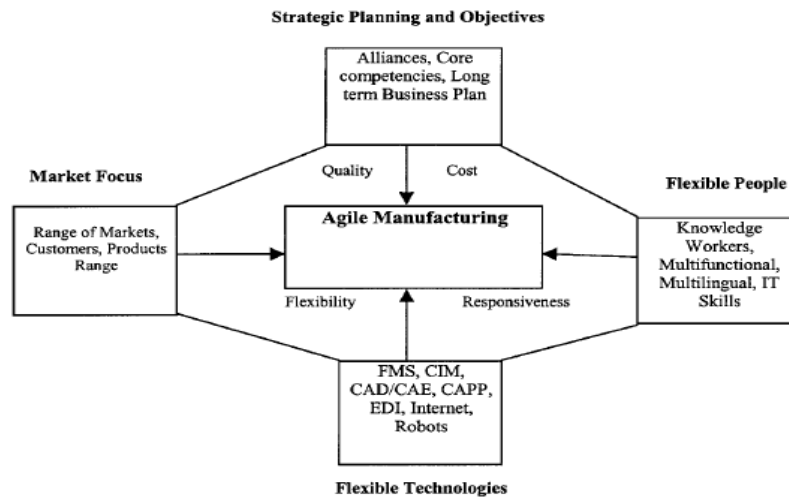 Strategic Planning and Objectives
Alliances, Core
competencies, Long
term Business Plan
Quality
Cost
Market Focus
Flexible People
Range of Markets,
Customers, Products
Range
Agile Manufacturing
Knowledge
Workers,
Multifunctional,
Multilingual, IT
Skills
Flexibility
Responsiveness
FMS, CIM,
CAD/CAE, CAPP,
EDI, Internet,
Robots
Flexible Technologies